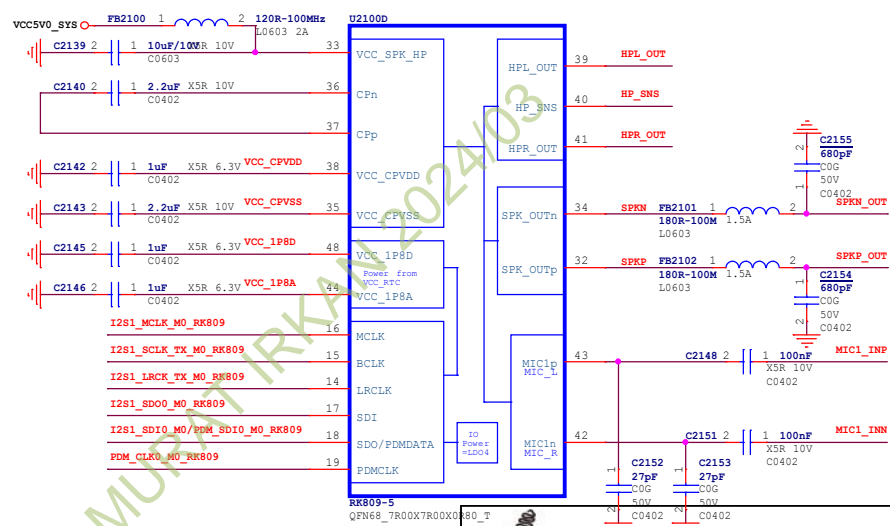 VCC5V0_SYS
FB2100 1 2 120R-100MHz
L0603 2A
C2139 2 1 10uF/10V X5R 10V
C0603
C2140 2 1 2.2uF X5R 10V
C0402
C2142 2 1 1uF X5R 6.3V VCC_CPVDD
C0402
C2143 2 1 2.2uF X5R 10V VCC_CPVSS
C0402
C2145 2 1 1uF X5R 6.3V VCC_1P8D
C0402
C2146 2 1 1uF X5R 6.3V VCC_1P8A
C0402
I2S1_MCLK_M0_RK809
I2S1_SCLK_TX_M0_RK809
I2S1_LRCK_TX_M0_RK809
I2S1_SDO0_M0_RK809
I2S1_SDI0_M0/PDM_SDI0_M0_RK809
PDM_CLK0_M0_RK809
U2100D
33 VCC_SPK_HP
36 CPn
37 CPp
38 VCC_CPVDD
35 VCC_CPVSS
48 VCC_1P8D
Power from
VCC_RTC
44 VCC_1P8A
16 MCLK
15 BCLK
14 LRCLK
17 SDI
18 SDO/PDMDATA
19 PDMCLK
IO
Power
=LDO4
HPL_OUT 39 HPL_OUT
HP_SNS 40 HP_SNS
HPR_OUT 41 HPR_OUT
SPK_OUTn 34 SPKN
SPK_OUTp 32 SPKP
MIC1p 43
MIC_L
MIC1n 42
MIC_R
RK809-5
QFN68_7R00X7R00X0R80_T
FB2101 1 2 SPKN_OUT
180R-100M 1.5A
L0603
FB2102 1 2 SPKP_OUT
180R-100M 1.5A
L0603
2 C2155
680pF
C0G
1 50V
C0402
1 C2154
680pF
C0G
2 50V
C0402
C2148 2 1 100nF MIC1_INP
X5R 10V
C0402
C2151 2 1 100nF MIC1_INN
X5R 10V
C0402
1 C2152
27pF
C0G
50V
2 C0402
1 C2153
27pF
C0G
50V
2 C0402
MURAT IRKAN 2024/03